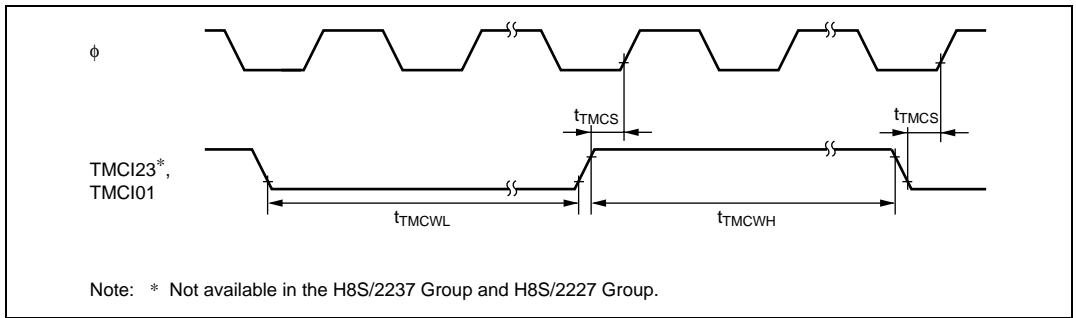 ϕ
tTMCS
tTMCS
TMCI23*,
TMCI01
tTMCWL
tTMCWH
Note: * Not available in the H8S/2237 Group and H8S/2227 Group.